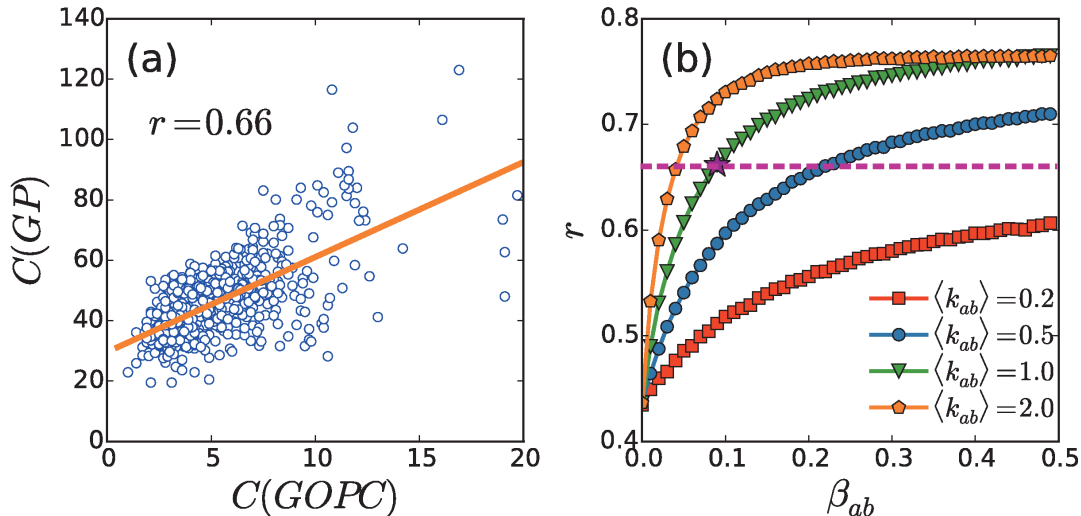 (a)
r=0.66
C(GP)
140
120
100
80
60
40
20
0
0
5
10
15
20
C(GOPC)
(b)
r
0.8
0.7
0.6
0.5
0.4
0.0
0.1
0.2
0.3
0.4
0.5
β_ab
⟨k_ab⟩=0.2
⟨k_ab⟩=0.5
⟨k_ab⟩=1.0
⟨k_ab⟩=2.0